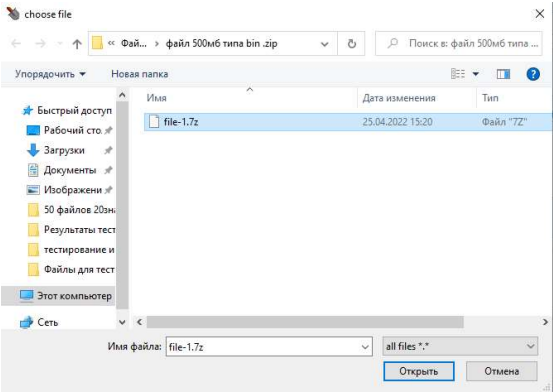 choose file
« Фай... > файл 500мб типа bin .zip
Поиск в: файл 500мб типа ...
Упорядочить
Новая папка
Имя
Дата изменения
Тип
Быстрый доступ
file-1.7z
25.04.2022 15:20
Файл "7Z"
Рабочий сто.
Загрузки
Документы
Изображени
50 файлов 20зна
Результаты тест
тестирование и
Файлы для тест
Этот компьютер
Сеть
Имя файла:
file-1.7z
all files *.*
Открыть
Отмена